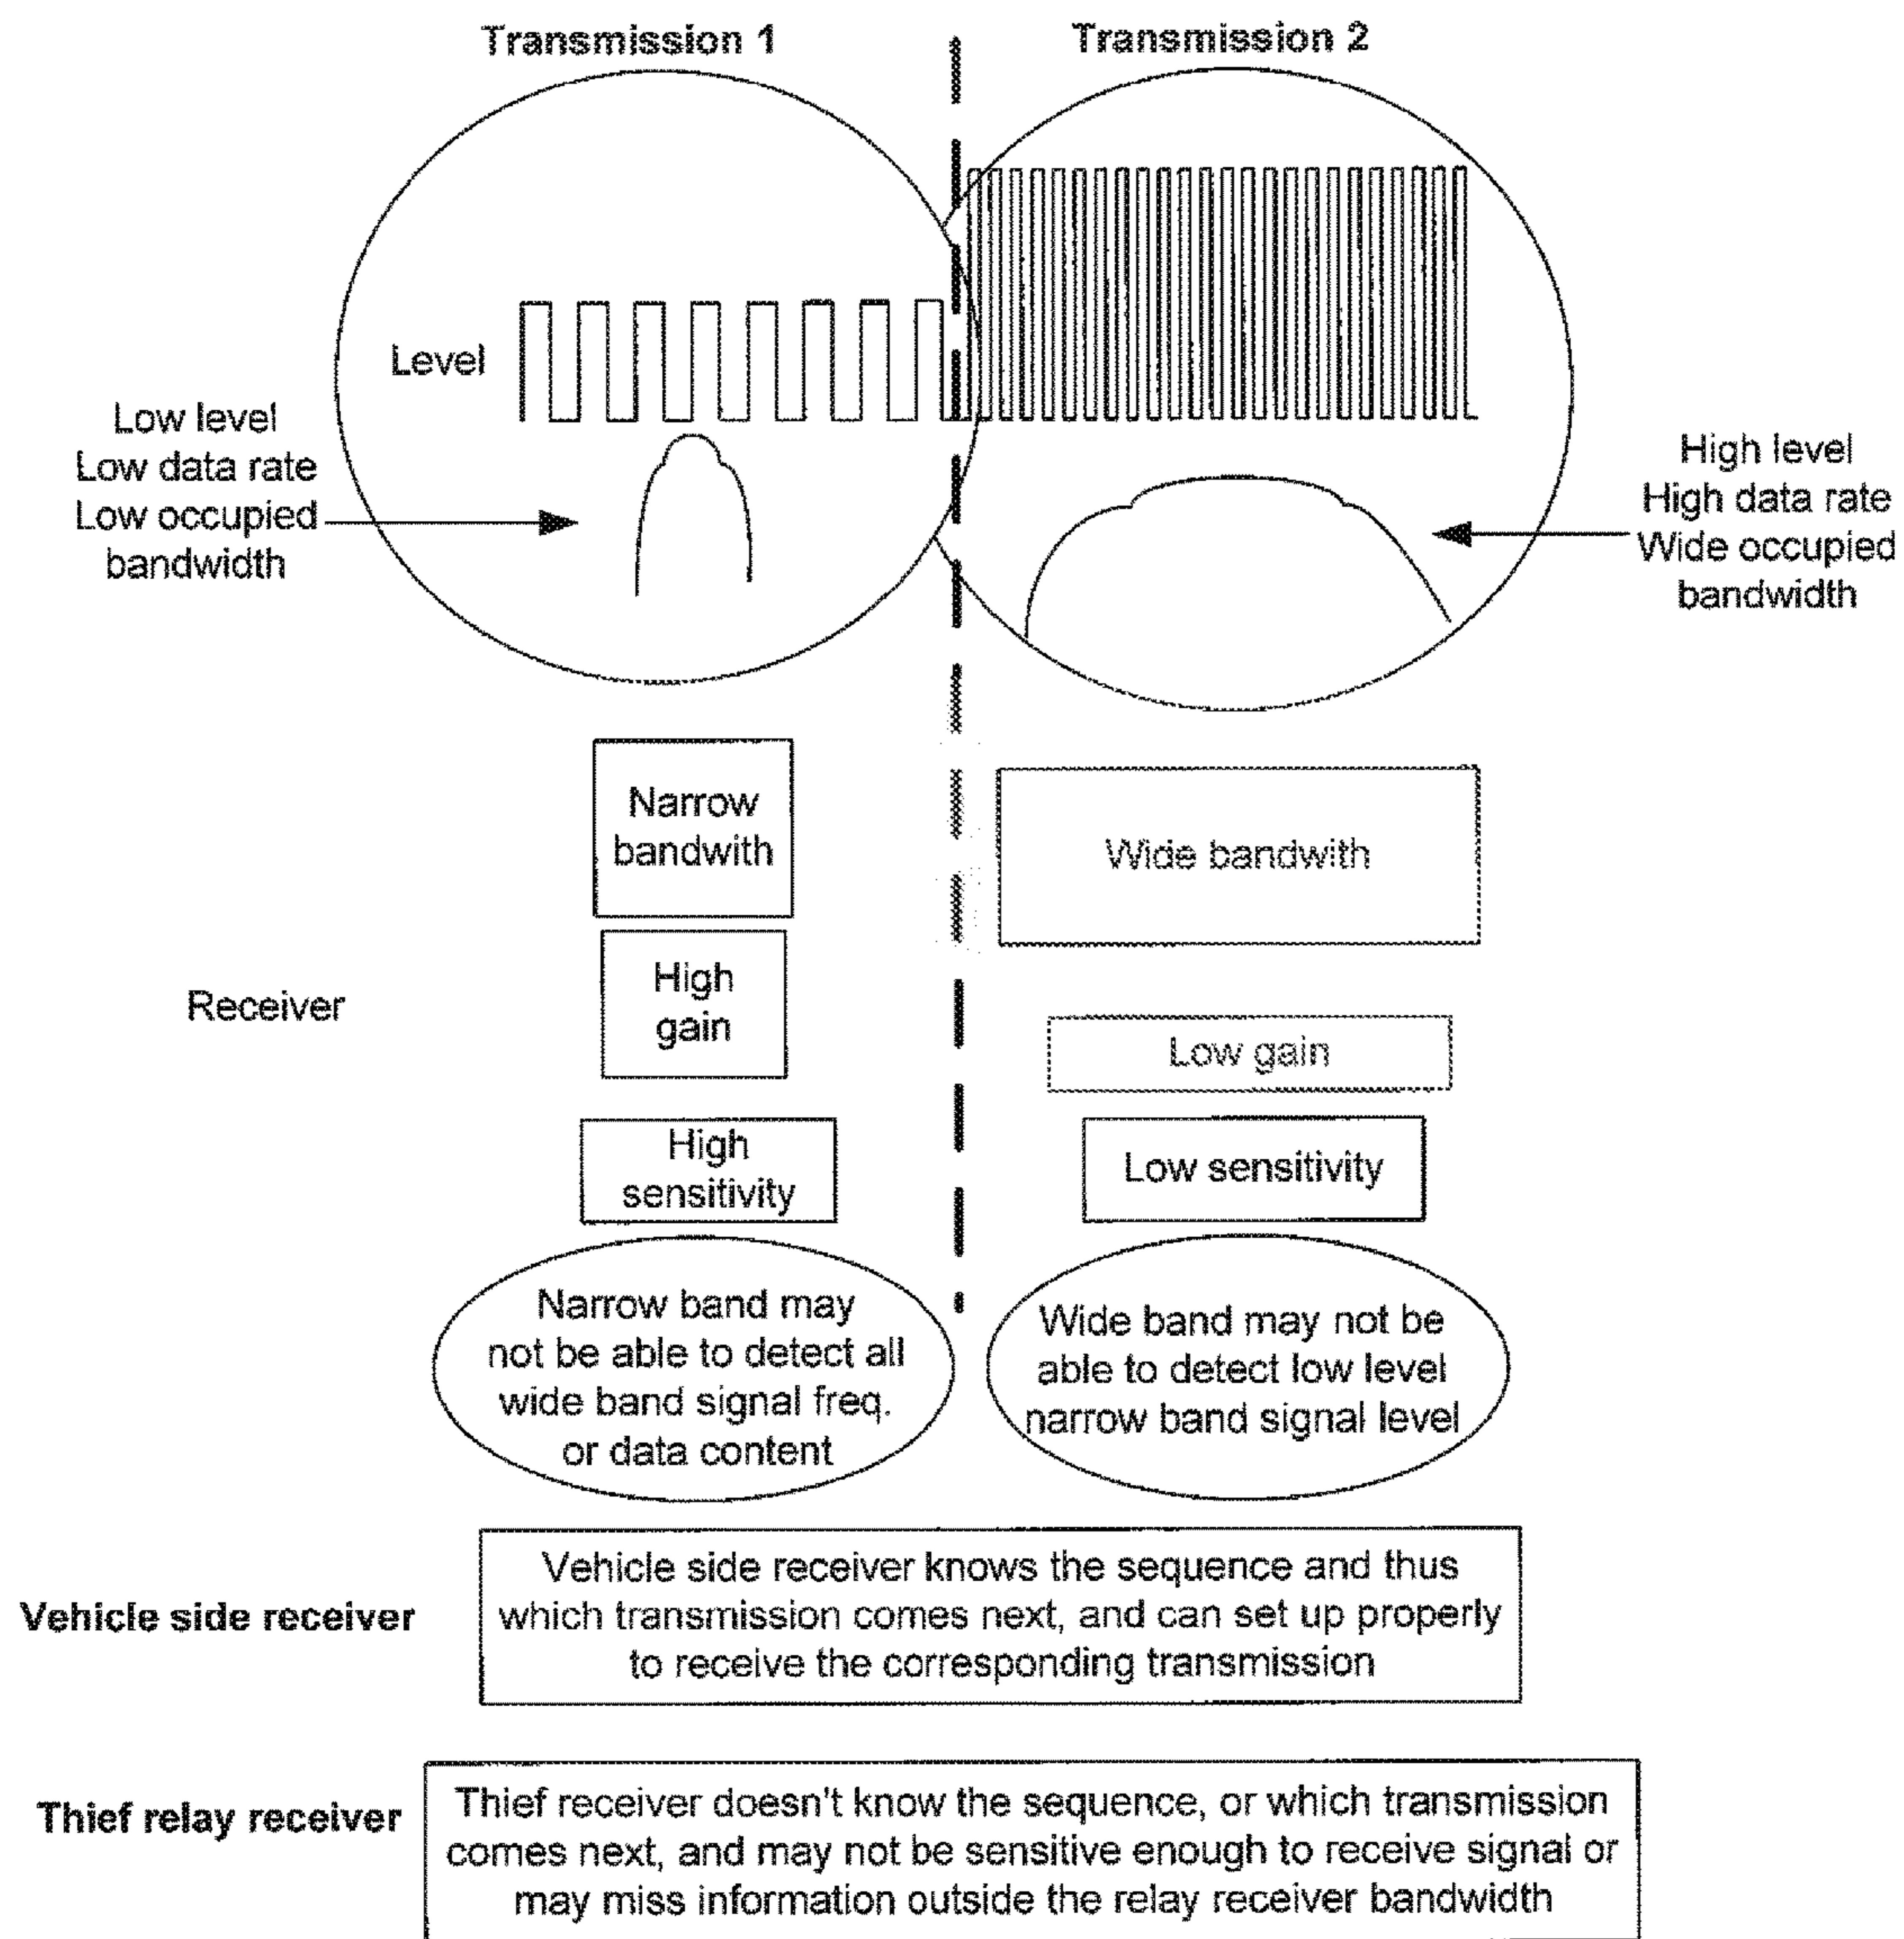 Transmission 1
Transmission 2
Level
Low level
Low data rate
Low occupied
bandwidth
High level
High data rate
Wide occupied
bandwidth
Narrow
bandwith
Wide bandwith
Receiver
High
gain
Low gain
High
sensitivity
Low sensitivity
Narrow band may
not be able to detect all
wide band signal freq.
or data content
Wide band may not be
able to detect low level
narrow band signal level
Vehicle side receiver
Vehicle side receiver knows the sequence and thus
which transmission comes next, and can set up properly
to receive the corresponding transmission
Thief relay receiver
Thief receiver doesn't know the sequence, or which transmission
comes next, and may not be sensitive enough to receive signal or
may miss information outside the relay receiver bandwidth